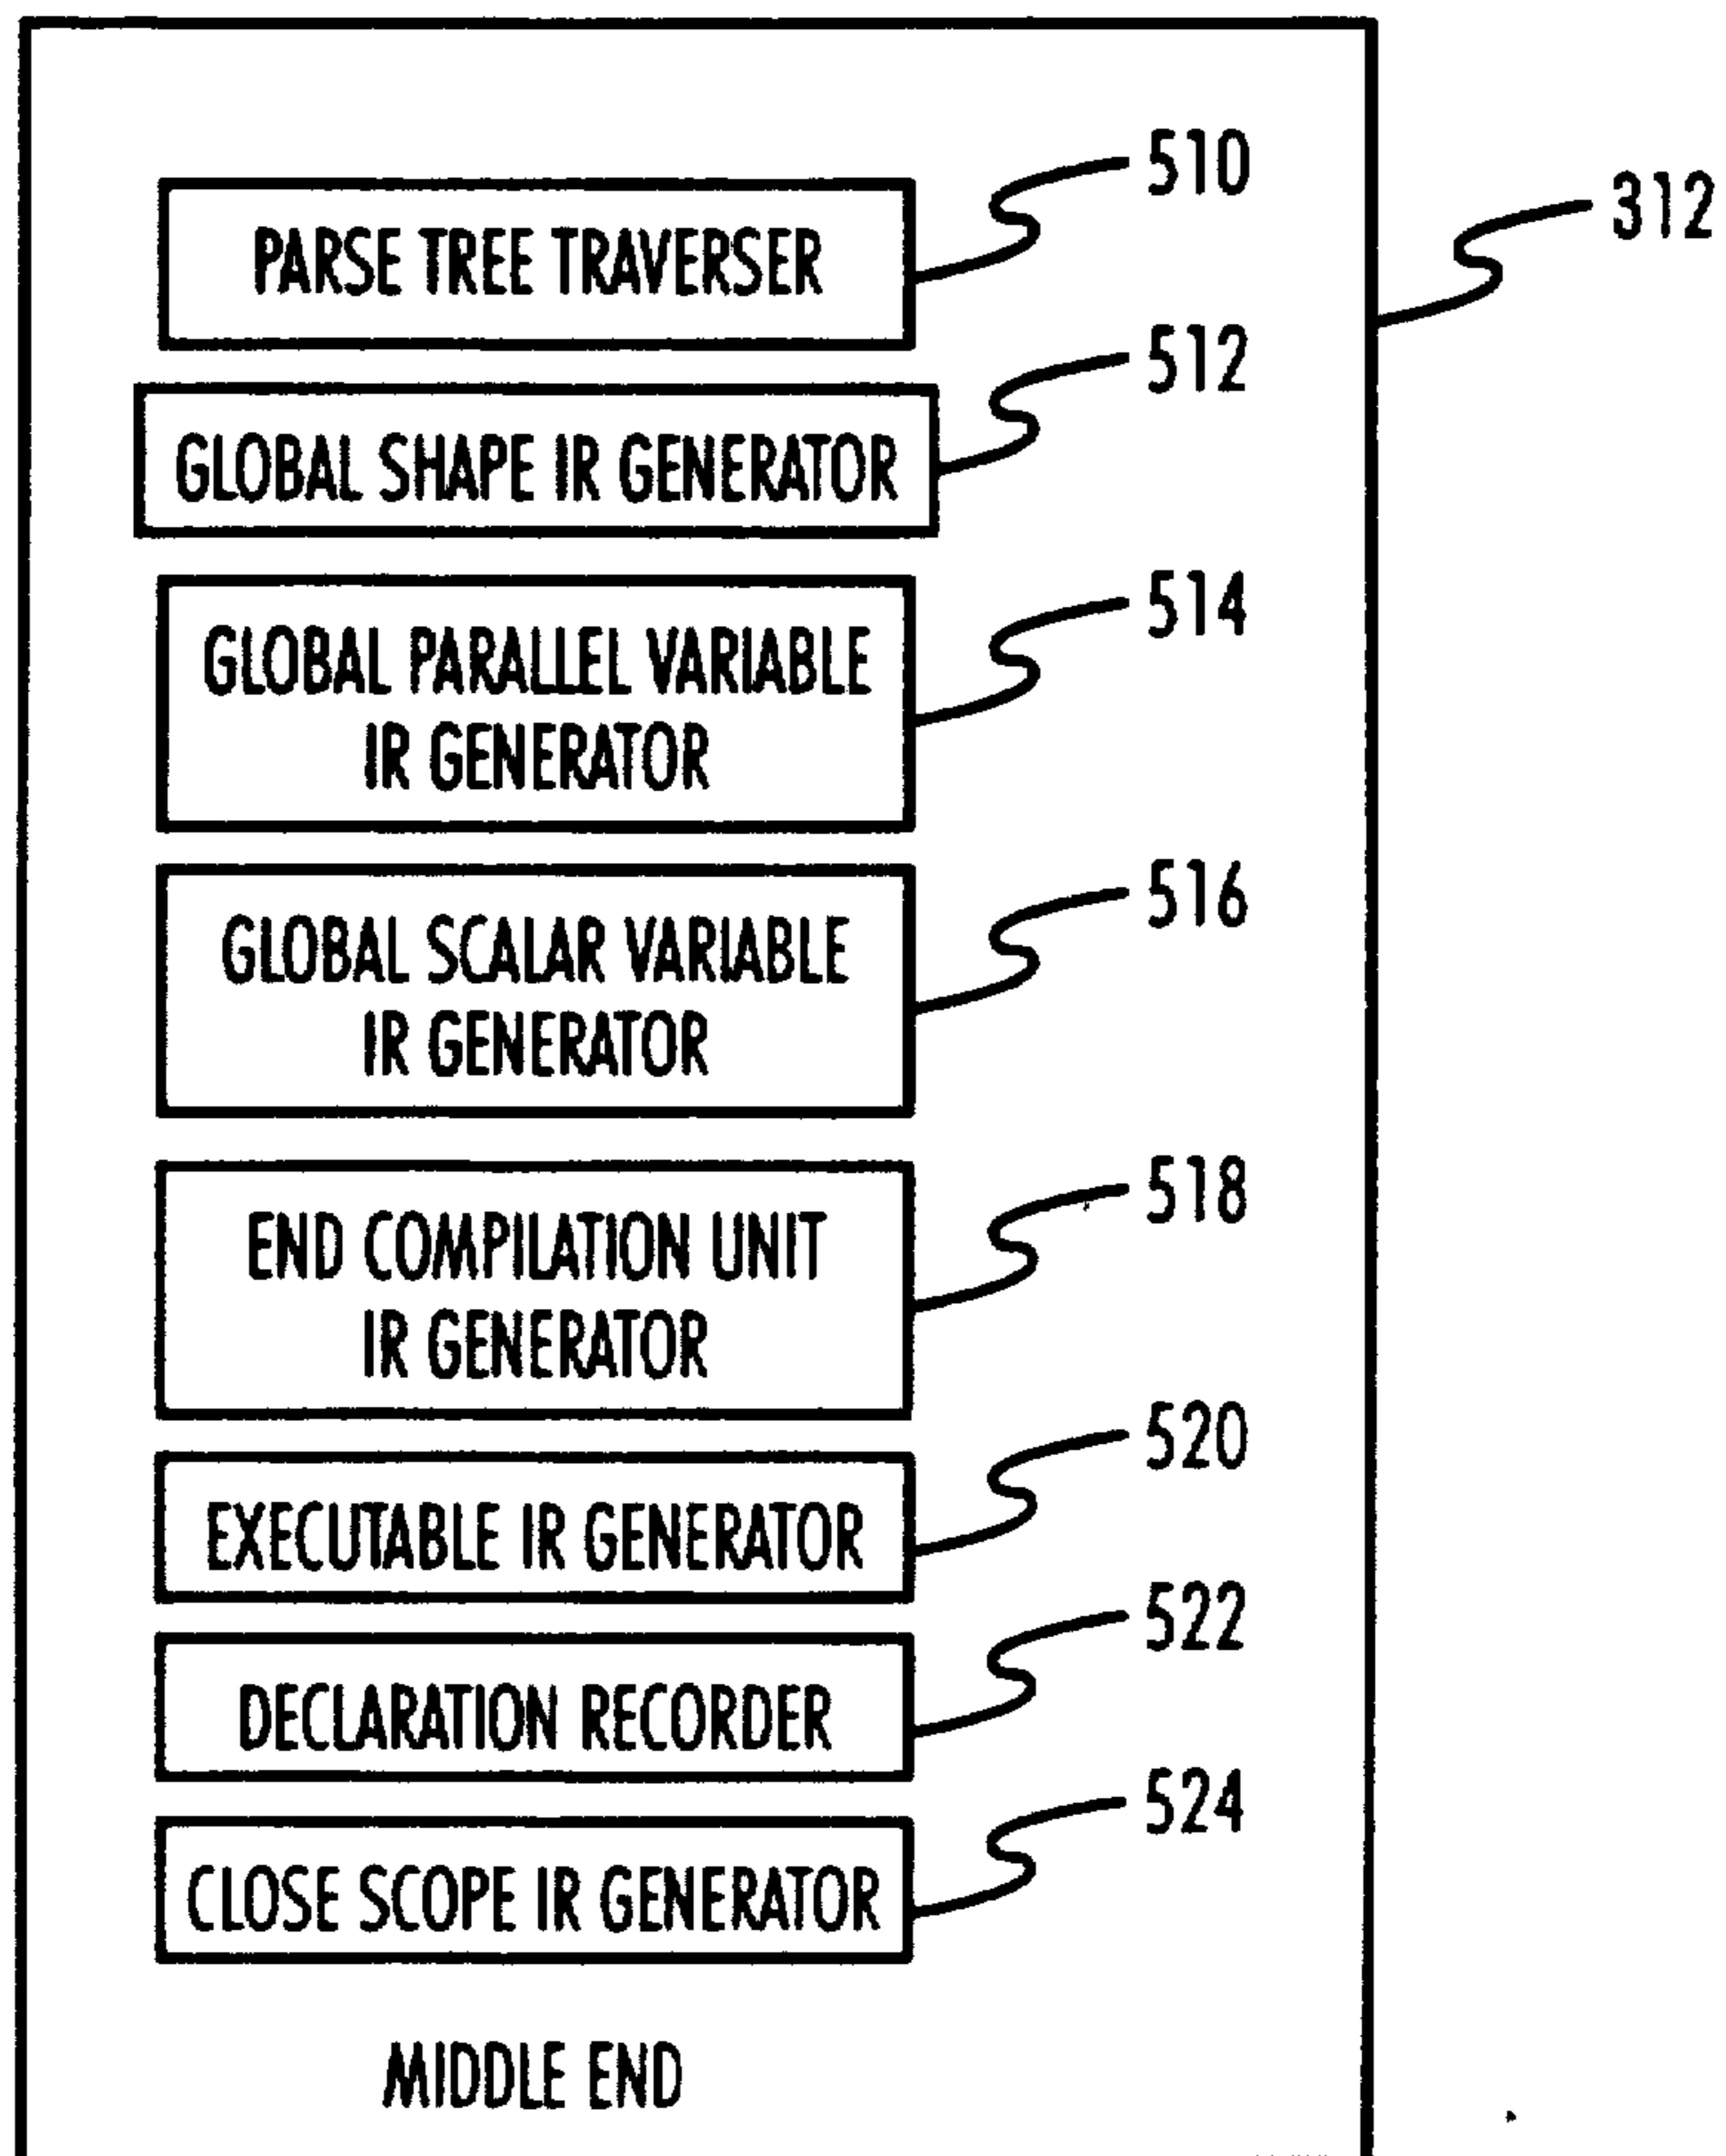 510
312
PARSE TREE TRAVERSER
512
GLOBAL SHAPE IR GENERATOR
514
GLOBAL PARALLEL VARIABLE
IR GENERATOR
516
GLOBAL SCALAR VARIABLE
IR GENERATOR
518
END COMPILATION UNIT
IR GENERATOR
520
EXECUTABLE IR GENERATOR
522
DECLARATION RECORDER
524
CLOSE SCOPE IR GENERATOR
MIDDLE END